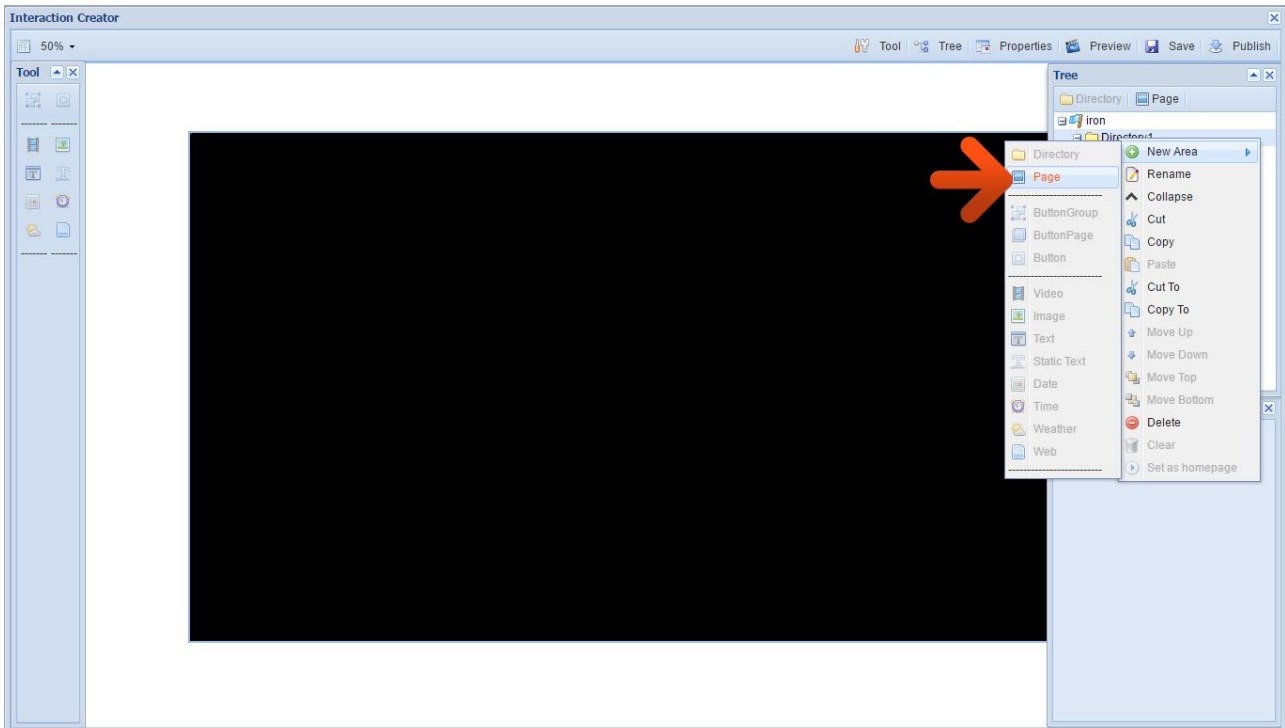 Interaction Creator
50%
Tool Tree Properties Preview Save Publish
Tool
Tree
Directory Page
iron
Directory1
Directory
Page
ButtonGroup
ButtonPage
Button
Video
Image
Text
Static Text
Date
Time
Weather
Web
New Area
Rename
Collapse
Cut
Copy
Paste
Cut To
Copy To
Move Up
Move Down
Move Top
Move Bottom
Delete
Clear
Set as homepage